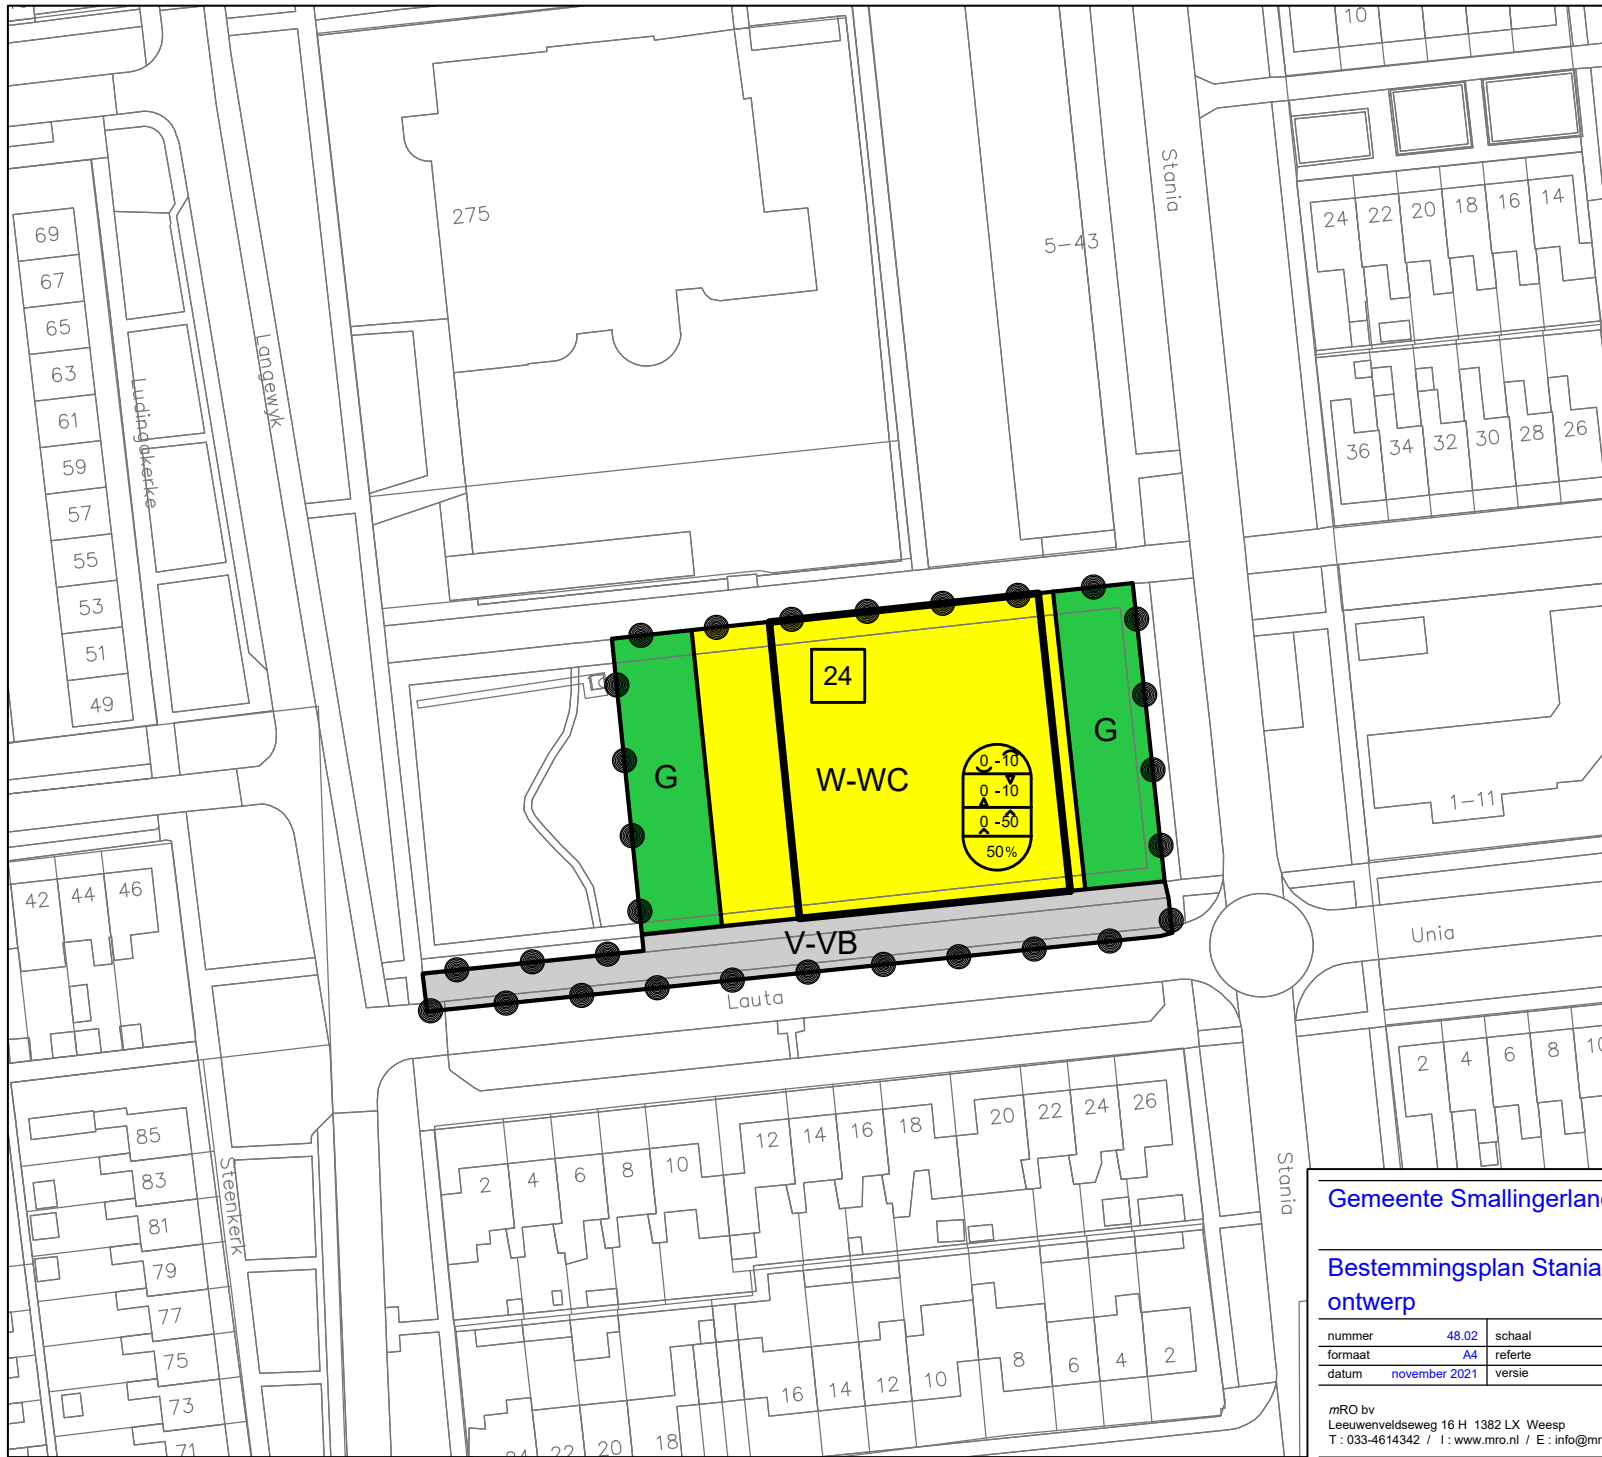 10
275
5-43
Stania
24 22 20 18 16 14
69
67
65
63
61
59
57
55
53
51
49
Ludingakerke
Langewyk
36 34 32 30 28 26
24
G
W-WC
G
0 -10
0 -10
0 -50
50%
V-VB
Lauta
1-11
Unia
42 44 46
85
83
81
79
77
75
73
71
Steenkerk
2 4 6 8 10 12 14 16 18 20 22 24 26
2 4 6 8 10
Stania
16 14 12 10 8 6 4 2
22 20 18
Gemeente Smallingerland
Bestemmingsplan Stania
ontwerp
nummer 48.02 schaal
formaat A4 referte
datum november 2021 versie
mRO bv
Leeuwenveldseweg 16 H 1382 LX Weesp
T : 033-4614342 / I : www.mro.nl / E : info@mr